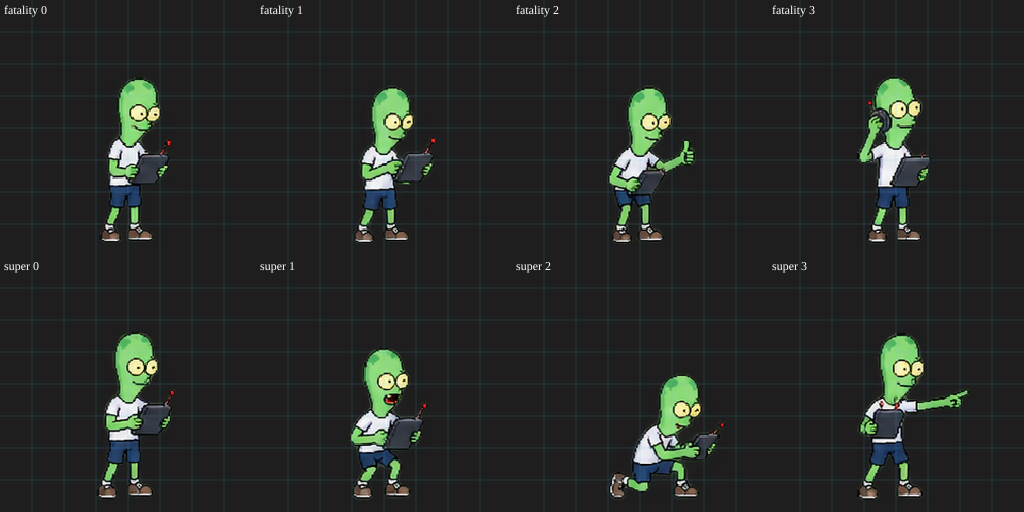 fatality 0
fatality 1
fatality 2
fatality 3
super 0
super 1
super 2
super 3